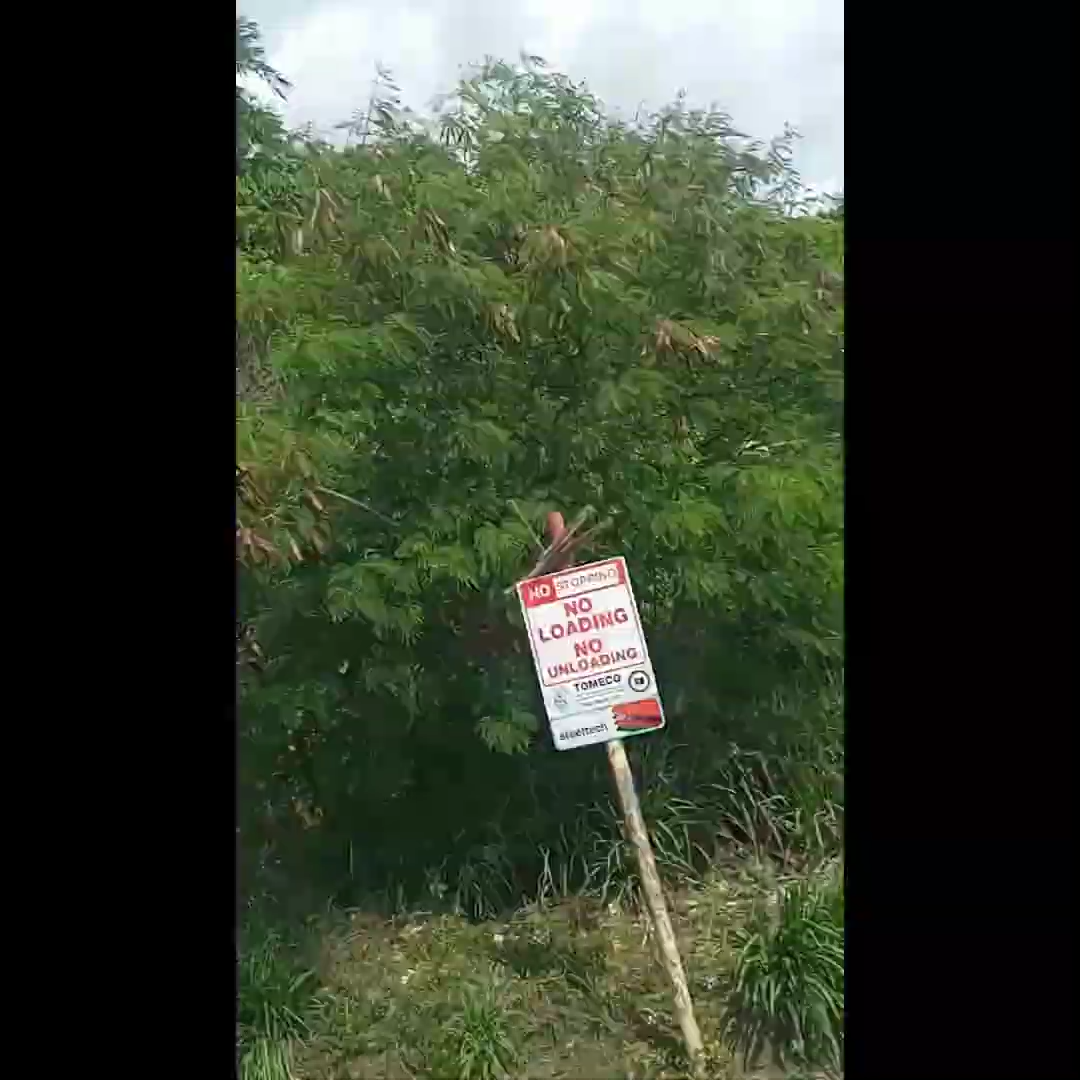 NO STOPPING
NO
LOADING
NO
UNLOADING
TOMECO
steeltech